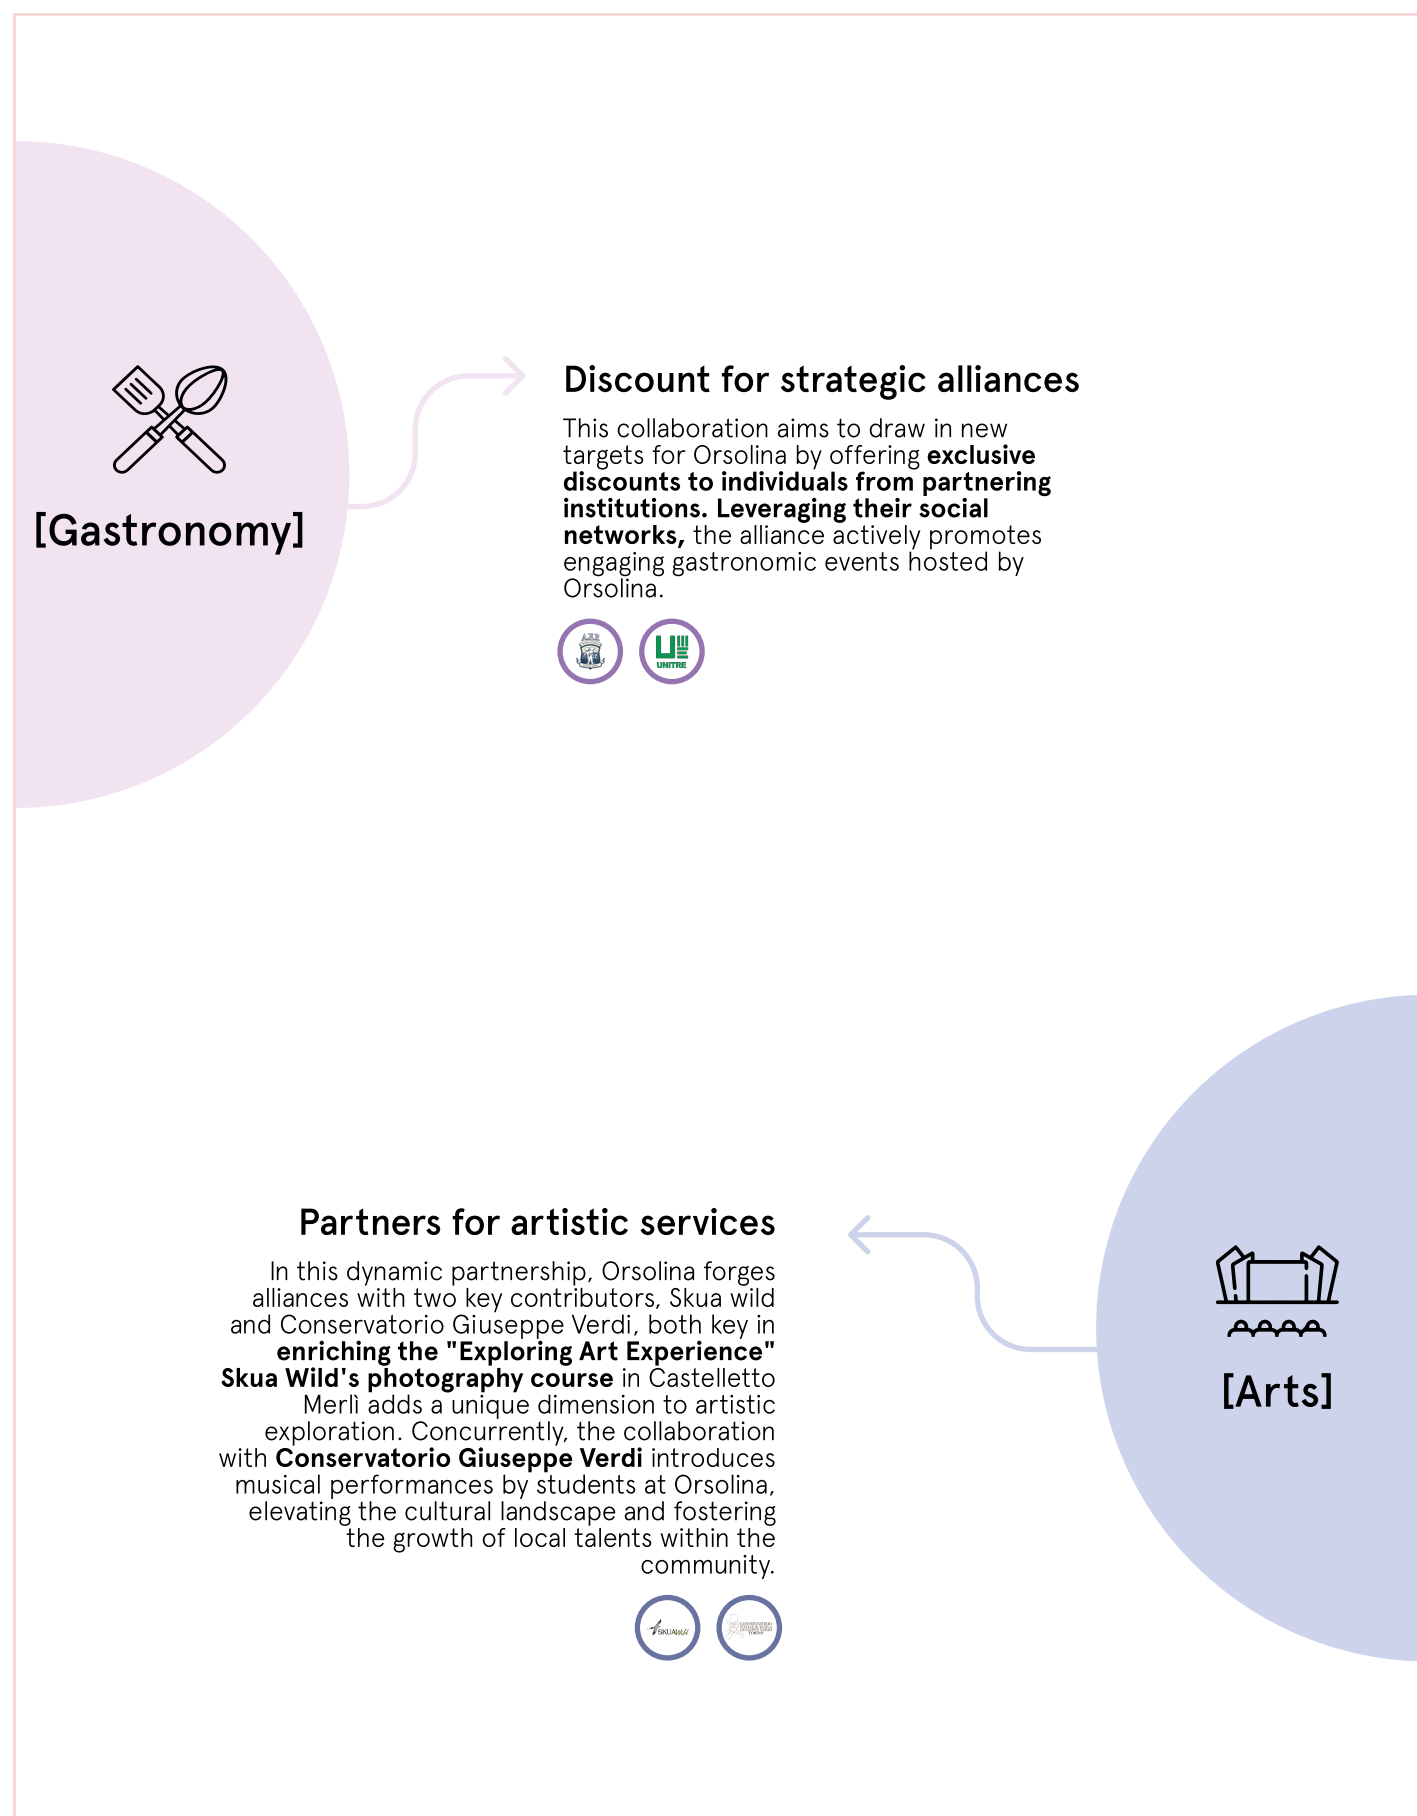 [Gastronomy]
Discount for strategic alliances
This collaboration aims to draw in new
targets for Orsolina by offering exclusive
discounts to individuals from partnering
institutions. Leveraging their social
networks, the alliance actively promotes
engaging gastronomic events hosted by
Orsolina.
UNITRE
Partners for artistic services
In this dynamic partnership, Orsolina forges
alliances with two key contributors, Skua wild
and Conservatorio Giuseppe Verdi, both key in
enriching the "Exploring Art Experience"
Skua Wild's photography course in Castelletto
Merlì adds a unique dimension to artistic
exploration. Concurrently, the collaboration
with Conservatorio Giuseppe Verdi introduces
musical performances by students at Orsolina,
elevating the cultural landscape and fostering
the growth of local talents within the
community.
[Arts]
SKUA
CONSERVATORIO
TORINO